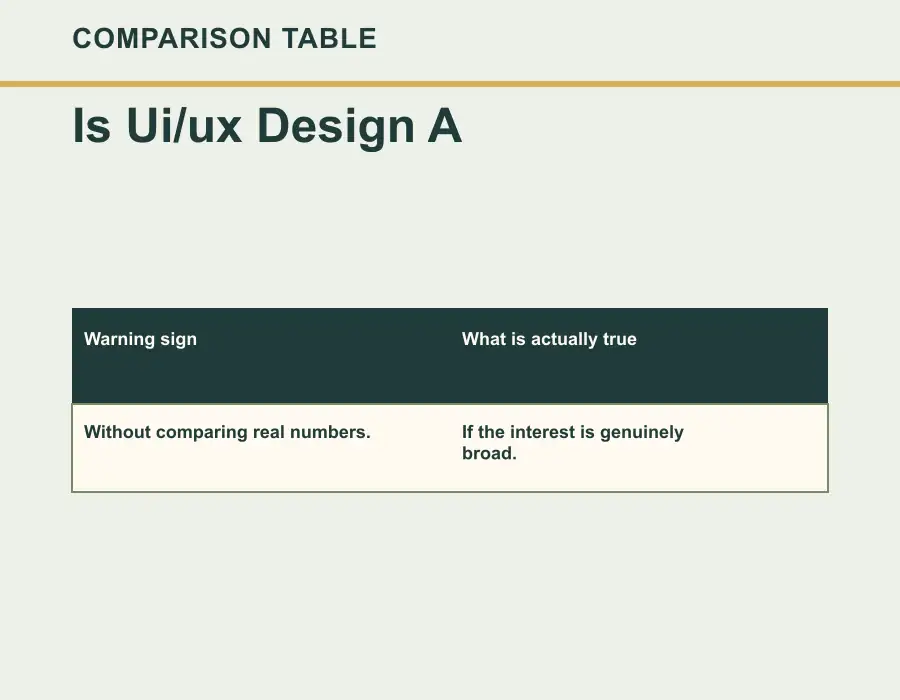 COMPARISON TABLE
Is Ui/ux Design A
Warning sign
What is actually true
Without comparing real numbers.
If the interest is genuinely
broad.